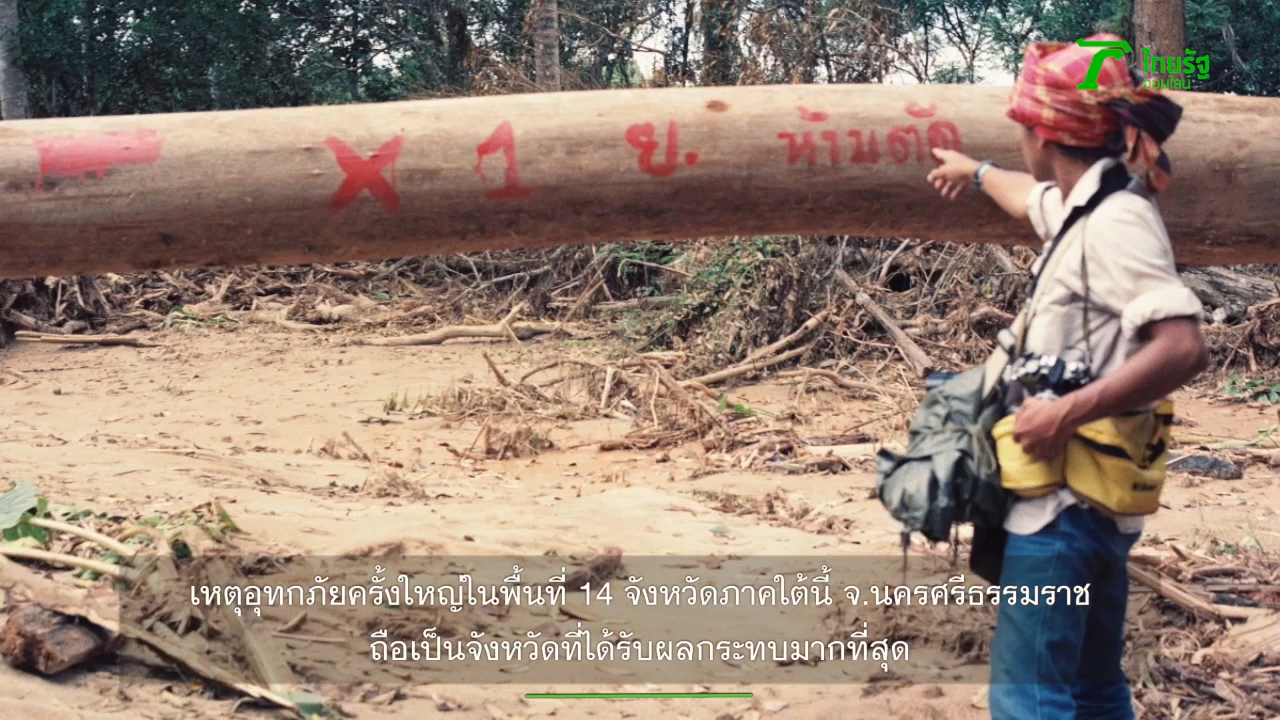 ไทยรัฐ
ออนไลน์
X 1 ย. ห้ามตัด
เหตุอุทกภัยครั้งใหญ่ในพื้นที่ 14 จังหวัดภาคใต้นี้ จ.นครศรีธรรมราช
ถือเป็นจังหวัดที่ได้รับผลกระทบมากที่สุด